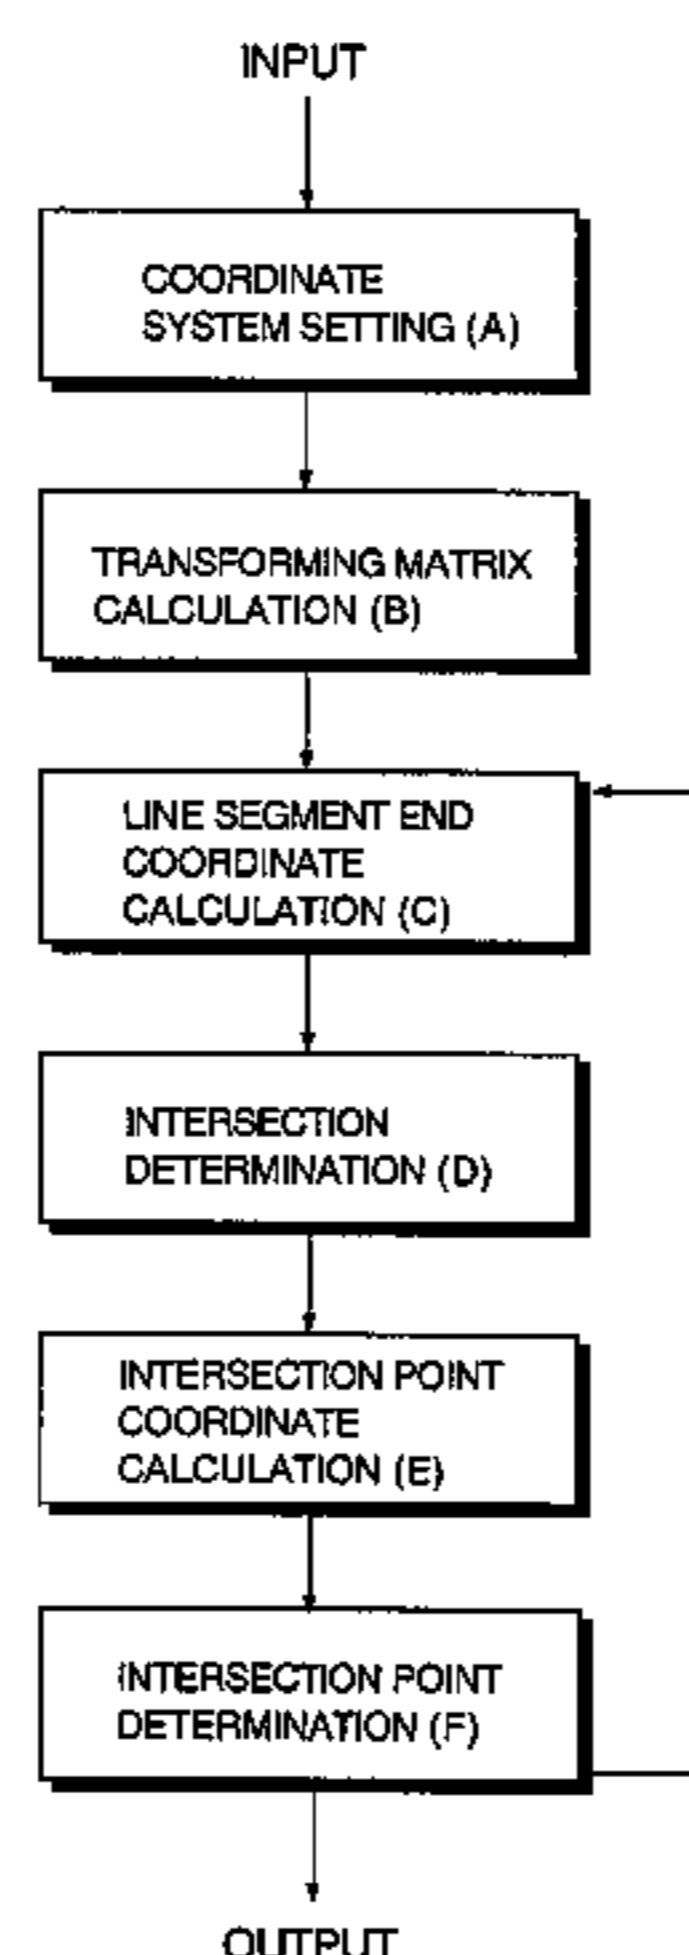 INPUT
COORDINATE
SYSTEM SETTING (A)
TRANSFORMING MATRIX
CALCULATION (B)
LINE SEGMENT END
COORDINATE
CALCULATION (C)
INTERSECTION
DETERMINATION (D)
INTERSECTION POINT
COORDINATE
CALCULATION (E)
INTERSECTION POINT
DETERMINATION (F)
OUTPUT